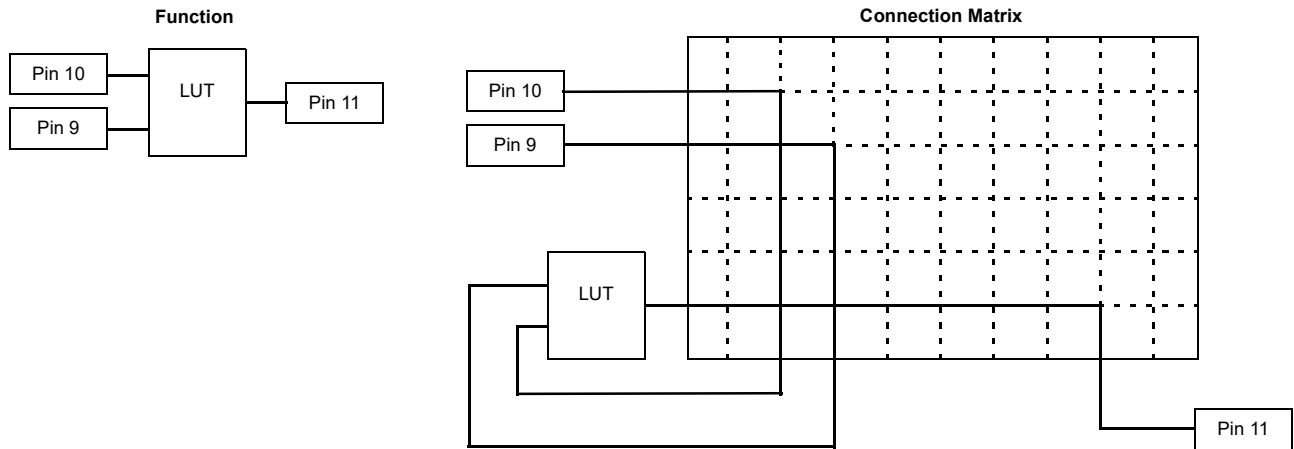 Function
Pin 10
LUT
Pin 11
Pin 9
Connection Matrix
Pin 10
Pin 9
LUT
Pin 11